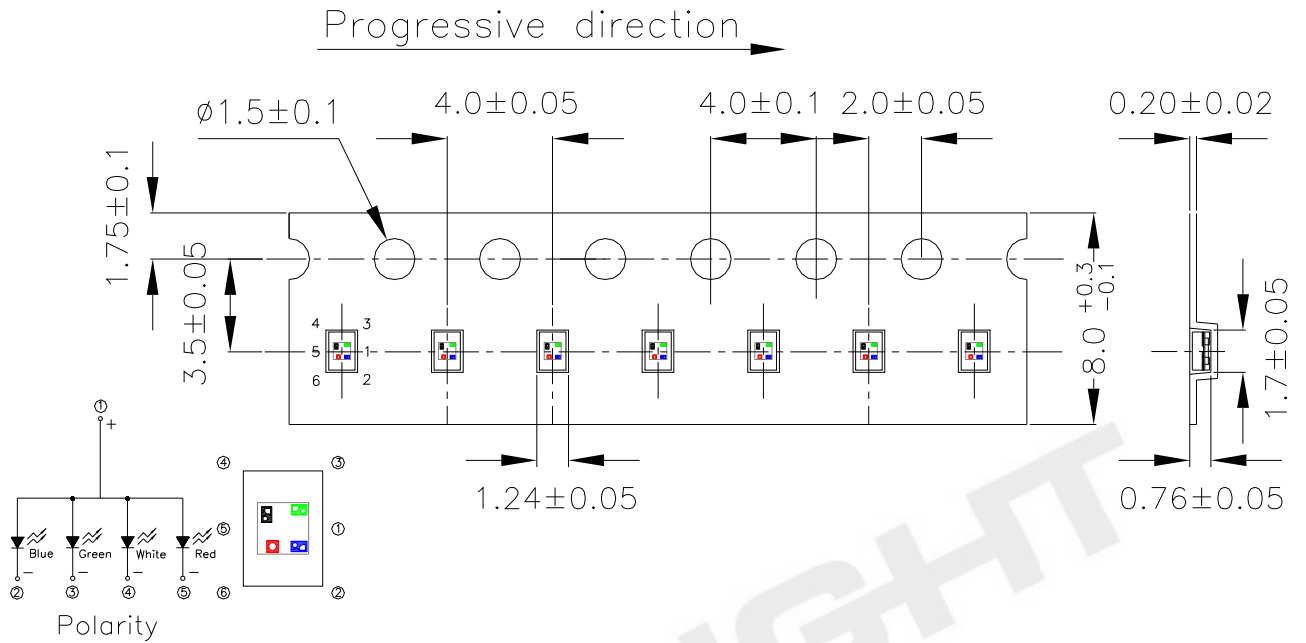 Progressive direction
ø1.5±0.1
4.0±0.05
4.0±0.1
2.0±0.05
0.20±0.02
1.75±0.1
3.5±0.05
8.0 +0.3 -0.1
1.7±0.05
4 3
5 1
6 2
1.24±0.05
0.76±0.05
① +
Blue Green White Red
− − − −
② ③ ④ ⑤
Polarity
④ ③
⑤ ①
⑥ ②